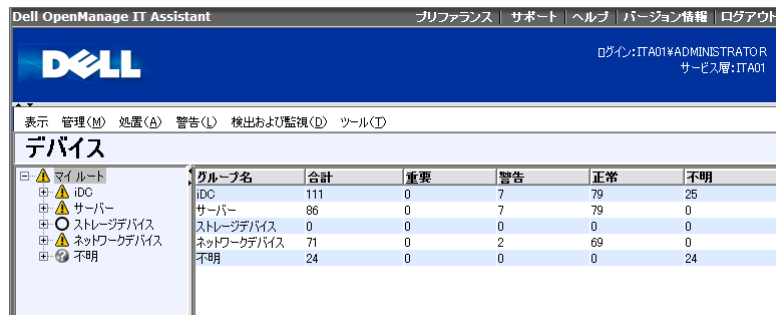 Dell OpenManage IT Assistant プリファランス | サポート | ヘルプ | バージョン情報 | ログアウト
DELL
ログイン:ITA01¥ADMINISTRATOR
サービス層:ITA01
表示 管理(M) 処置(A) 警告(L) 検出および監視(D) ツール(T)
デバイス
マイ ルート
iDC
サーバー
ストレージデバイス
ネットワークデバイス
不明
グループ名 合計 重要 警告 正常 不明
iDC 111 0 7 79 25
サーバー 86 0 7 79 0
ストレージデバイス 0 0 0 0 0
ネットワークデバイス 71 0 2 69 0
不明 24 0 0 0 24